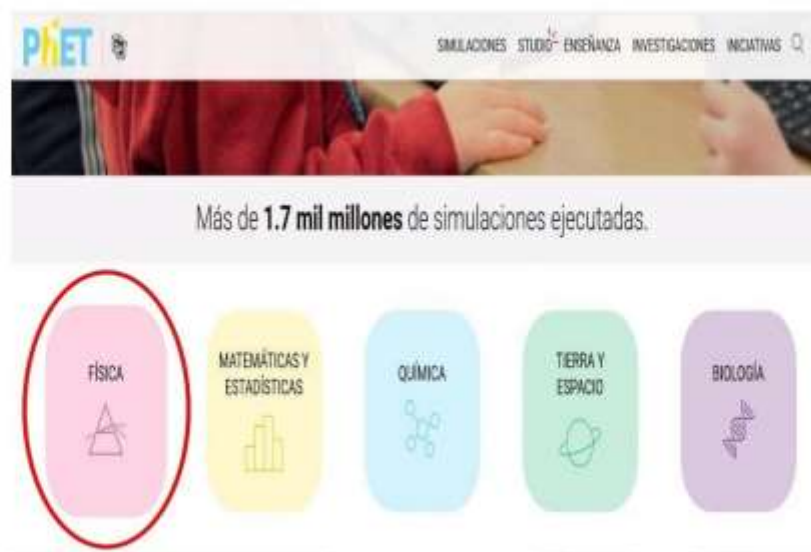 PhET
SIMULACIONES STUDIO ENSEÑANZA INVESTIGACIONES INICIATIVAS
Más de 1.7 mil millones de simulaciones ejecutadas.
FÍSICA
MATEMÁTICAS Y
ESTADÍSTICAS
QUÍMICA
TIERRA Y
ESPACIO
BIOLOGÍA